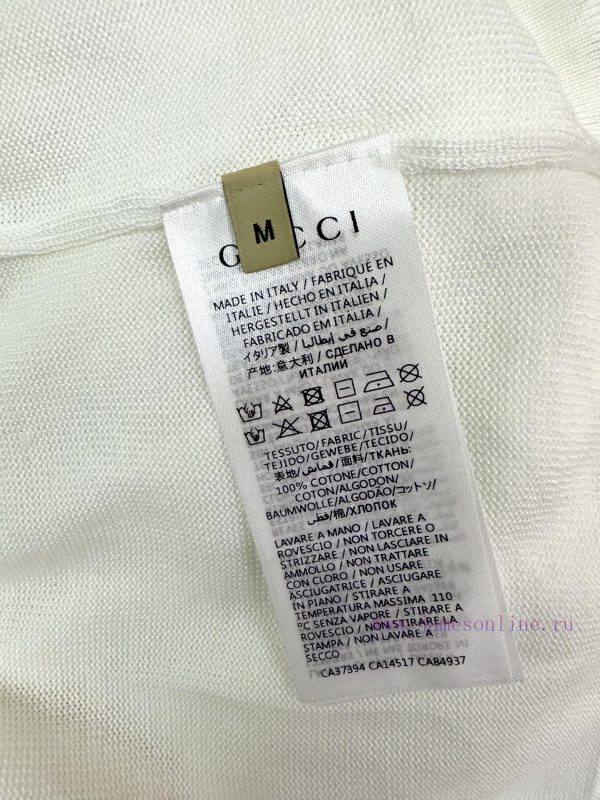 M
GUCCI
MADE IN ITALY / FABRIQUÉ EN
ITALIE / HECHO EN ITALIA /
HERGESTELLT IN ITALIEN /
FABRICADO EM ITÁLIA /
イタリア製 / صنع في إيطاليا /
产地:意大利 / СДЕЛАНО В
ИТАЛИИ
TESSUTO/FABRIC/TISSU/
TEJIDO/GEWEBE/TECIDO/
表地/قماش/面料/ТКАНЬ:
100% COTONE/COTTON/
COTON/ALGODON/
BAUMWOLLE/ALGODÃO/コットン/
قطن/棉/ХЛОПОК
LAVARE A MANO / LAVARE A
ROVESCIO / NON TORCERE O
STRIZZARE / NON LASCIARE IN
AMMOLLO / NON TRATTARE
CON CLORO / NON USARE
ASCIUGATRICE / ASCIUGARE
IN PIANO / STIRARE A
TEMPERATURA MASSIMA 110
°C SENZA VAPORE / STIRARE A
ROVESCIO / NON STIRARE LA
STAMPA / NON LAVARE A
SECCO
CA37394 CA14517 CA84937